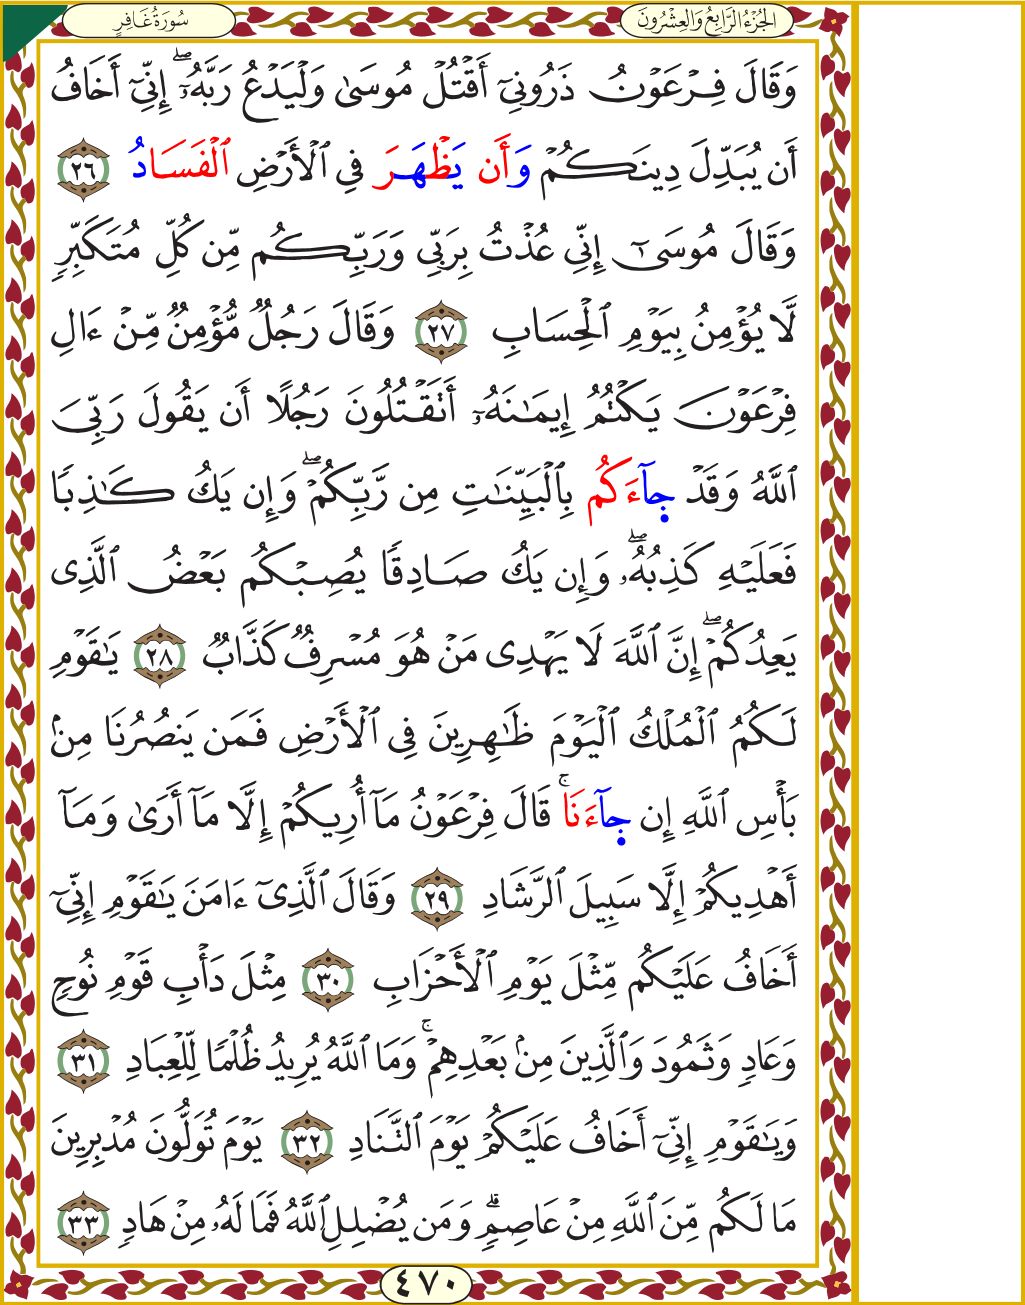 الجُزْءُ الرَّابِعُ وَالعِشْرُونَ
سُورَةُ غَافِرٍ
وَقَالَ فِرْعَوْنُ ذَرُونِيٓ أَقْتُلْ مُوسَىٰ وَلْيَدْعُ رَبَّهُۥٓۖ إِنِّيٓ أَخَافُ
أَن يُبَدِّلَ دِينَكُمْ وَأَن يَظْهَرَ فِي ٱلْأَرْضِ ٱلْفَسَادُ ٢٦
وَقَالَ مُوسَىٰٓ إِنِّي عُذْتُ بِرَبِّي وَرَبِّكُم مِّن كُلِّ مُتَكَبِّرٍ
لَّا يُؤْمِنُ بِيَوْمِ ٱلْحِسَابِ ٢٧ وَقَالَ رَجُلٌ مُّؤْمِنٌ مِّنْ ءَالِ
فِرْعَوْنَ يَكْتُمُ إِيمَٰنَهُۥٓ أَتَقْتُلُونَ رَجُلًا أَن يَقُولَ رَبِّيَ
ٱللَّهُ وَقَدْ جَآءَكُم بِٱلْبَيِّنَٰتِ مِن رَّبِّكُمْۖ وَإِن يَكُ كَٰذِبًا
فَعَلَيْهِ كَذِبُهُۥۖ وَإِن يَكُ صَادِقًا يُصِبْكُم بَعْضُ ٱلَّذِي
يَعِدُكُمْۖ إِنَّ ٱللَّهَ لَا يَهْدِي مَنْ هُوَ مُسْرِفٌ كَذَّابٌ ٢٨ يَٰقَوْمِ
لَكُمُ ٱلْمُلْكُ ٱلْيَوْمَ ظَٰهِرِينَ فِي ٱلْأَرْضِ فَمَن يَنصُرُنَا مِنۢ
بَأْسِ ٱللَّهِ إِن جَآءَنَاۚ قَالَ فِرْعَوْنُ مَآ أُرِيكُمْ إِلَّا مَآ أَرَىٰ وَمَآ
أَهْدِيكُمْ إِلَّا سَبِيلَ ٱلرَّشَادِ ٢٩ وَقَالَ ٱلَّذِيٓ ءَامَنَ يَٰقَوْمِ إِنِّيٓ
أَخَافُ عَلَيْكُم مِّثْلَ يَوْمِ ٱلْأَحْزَابِ ٣٠ مِثْلَ دَأْبِ قَوْمِ نُوحٍ
وَعَادٍ وَثَمُودَ وَٱلَّذِينَ مِنۢ بَعْدِهِمْۚ وَمَا ٱللَّهُ يُرِيدُ ظُلْمًا لِّلْعِبَادِ ٣١
وَيَٰقَوْمِ إِنِّيٓ أَخَافُ عَلَيْكُمْ يَوْمَ ٱلتَّنَادِ ٣٢ يَوْمَ تُوَلُّونَ مُدْبِرِينَ
مَا لَكُم مِّنَ ٱللَّهِ مِنْ عَاصِمٍۗ وَمَن يُضْلِلِ ٱللَّهُ فَمَا لَهُۥ مِنْ هَادٍ ٣٣
٤٧٠